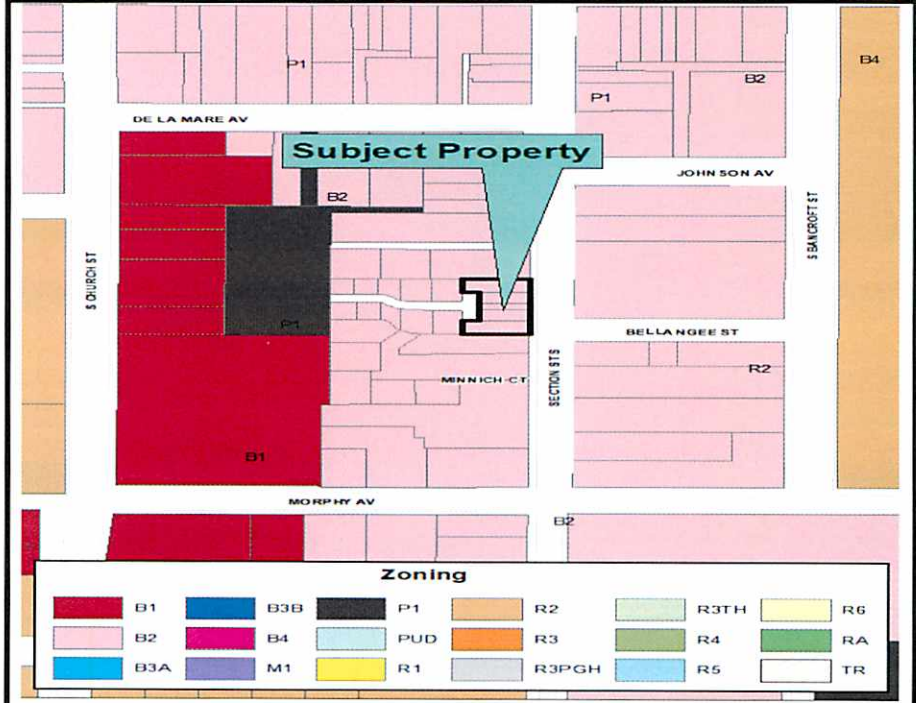 P1
B2
P1
B4
DE LA MARE AV
Subject Property
JOHNSON AV
B2
S CHURCH ST
S BANCROFT ST
P1
BELLANGEE ST
SECTION ST S
R2
MINNICH CT
B1
MORPHY AV
B2
Zoning
B1 B3B P1 R2 R3TH R6
B2 B4 PUD R3 R4 RA
B3A M1 R1 R3PGH R5 TR